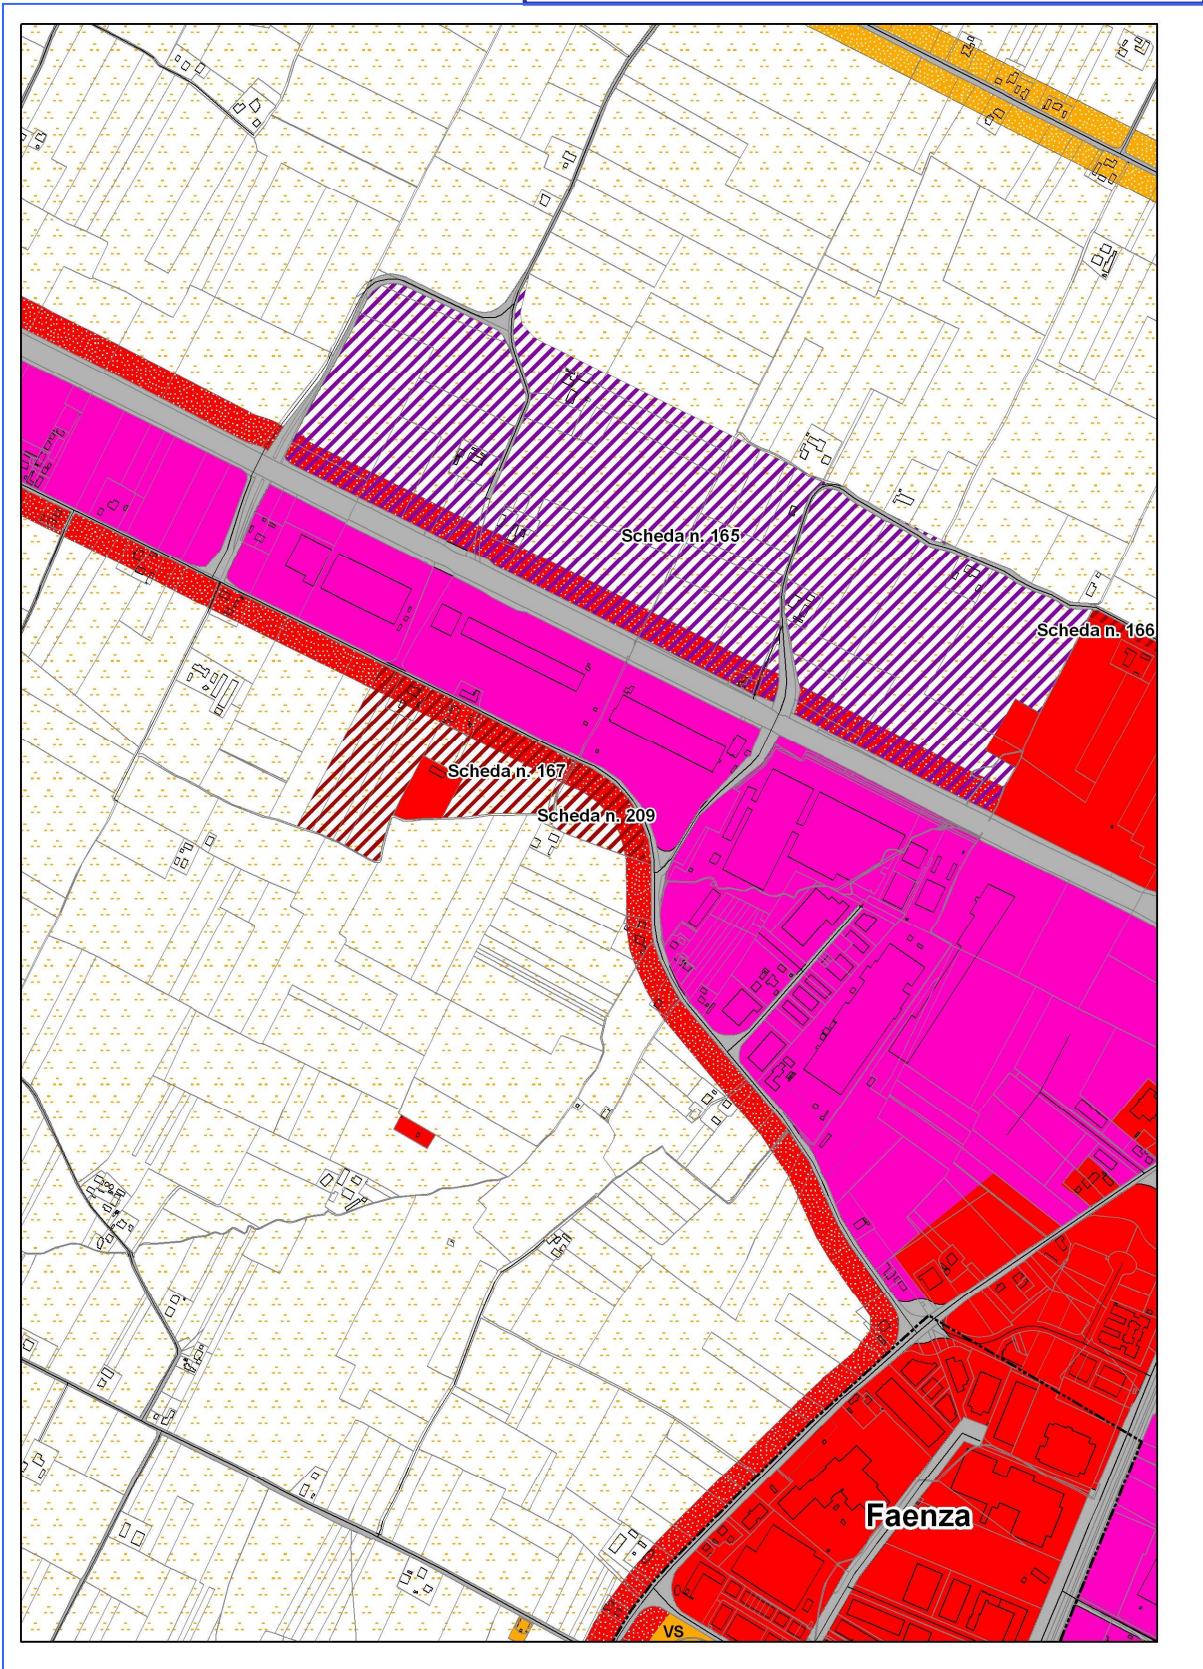 Scheda n. 165
Scheda n. 166
Scheda n. 167
Scheda n. 209
Faenza
VS